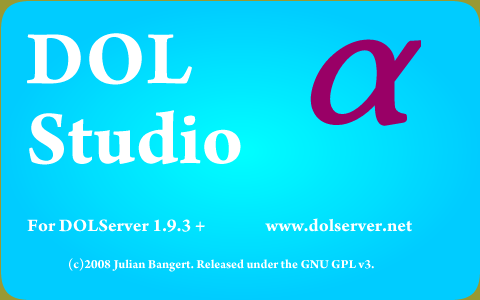 DOL
α
Studio
For DOLServer 1.9.3 +
www.dolserver.net
(c)2008 Julian Bangert. Released under the GNU GPL v3.